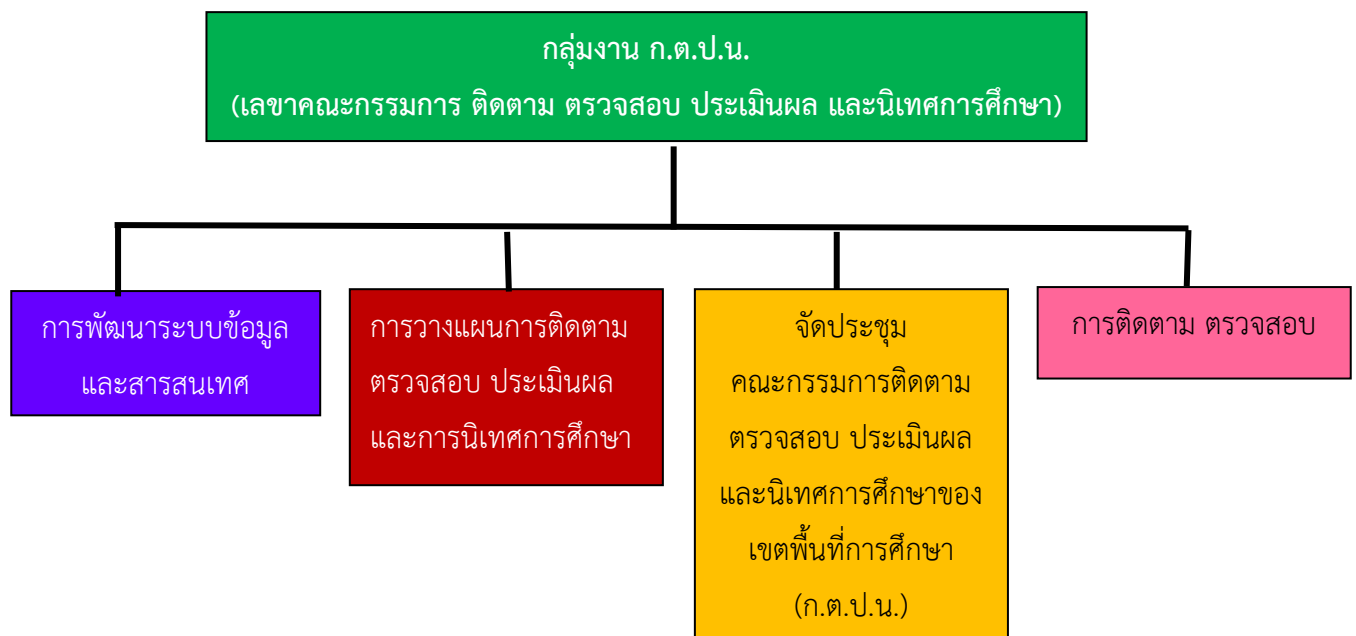 กลุ่มงาน ก.ต.ป.น.
(เลขาคณะกรรมการ ติดตาม ตรวจสอบ ประเมินผล และนิเทศการศึกษา)
การพัฒนาระบบข้อมูล
และสารสนเทศ
การวางแผนการติดตาม
ตรวจสอบ ประเมินผล
และการนิเทศการศึกษา
จัดประชุม
คณะกรรมการติดตาม
ตรวจสอบ ประเมินผล
และนิเทศการศึกษาของ
เขตพื้นที่การศึกษา
(ก.ต.ป.น.)
การติดตาม ตรวจสอบ